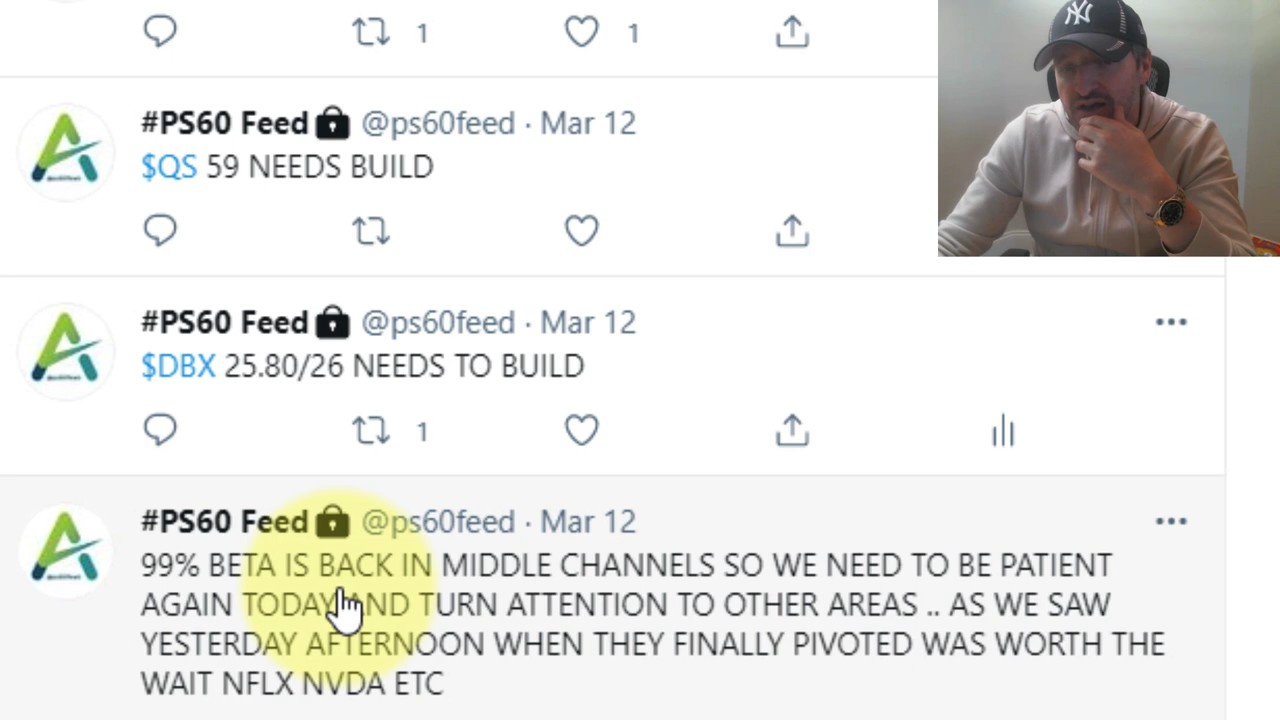 1 1
#PS60 Feed @ps60feed · Mar 12
$QS 59 NEEDS BUILD
#PS60 Feed @ps60feed · Mar 12
$DBX 25.80/26 NEEDS TO BUILD
1
#PS60 Feed @ps60feed · Mar 12
99% BETA IS BACK IN MIDDLE CHANNELS SO WE NEED TO BE PATIENT
AGAIN TODAY AND TURN ATTENTION TO OTHER AREAS .. AS WE SAW
YESTERDAY AFTERNOON WHEN THEY FINALLY PIVOTED WAS WORTH THE
WAIT NFLX NVDA ETC
NY